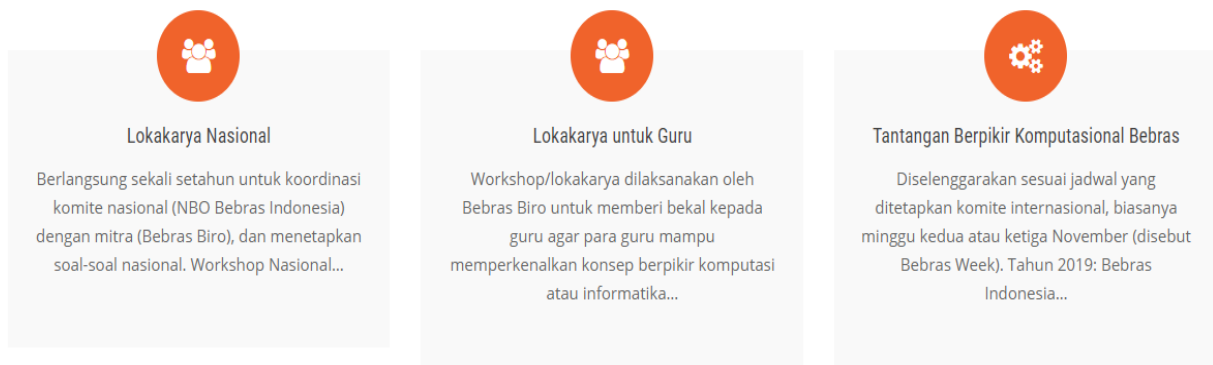 Lokakarya Nasional
Berlangsung sekali setahun untuk koordinasi
komite nasional (NBO Bebras Indonesia)
dengan mitra (Bebras Biro), dan menetapkan
soal-soal nasional. Workshop Nasional...
Lokakarya untuk Guru
Workshop/lokakarya dilaksanakan oleh
Bebras Biro untuk memberi bekal kepada
guru agar para guru mampu
memperkenalkan konsep berpikir komputasi
atau informatika...
Tantangan Berpikir Komputasional Bebras
Diselenggarakan sesuai jadwal yang
ditetapkan komite internasional, biasanya
minggu kedua atau ketiga November (disebut
Bebras Week). Tahun 2019: Bebras
Indonesia...